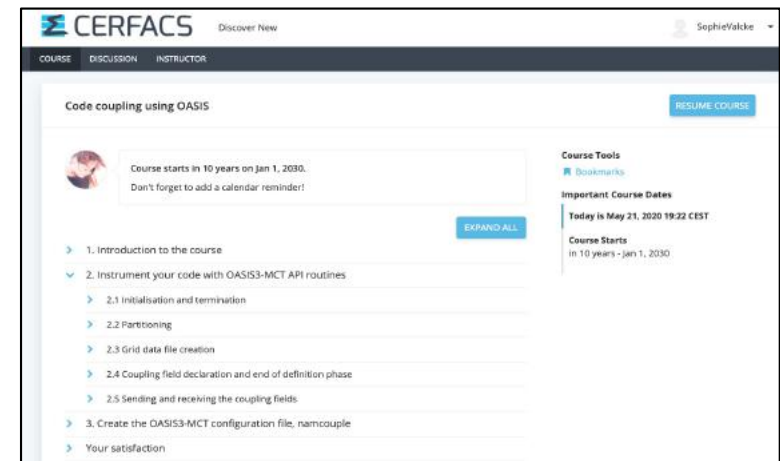 CERFACS Discover New SophieValcke
COURSE DISCUSSION INSTRUCTOR
Code coupling using OASIS
RESUME COURSE
Course starts in 10 years on Jan 1, 2030.
Don't forget to add a calendar reminder!
EXPAND ALL
1. Introduction to the course
2. Instrument your code with OASIS3-MCT API routines
2.1 Initialisation and termination
2.2 Partitioning
2.3 Grid data file creation
2.4 Coupling field declaration and end of definition phase
2.5 Sending and receiving the coupling fields
3. Create the OASIS3-MCT configuration file, namcouple
Your satisfaction
Course Tools
Bookmarks
Important Course Dates
Today is May 21, 2020 19:22 CEST
Course Starts
in 10 years - Jan 1, 2030